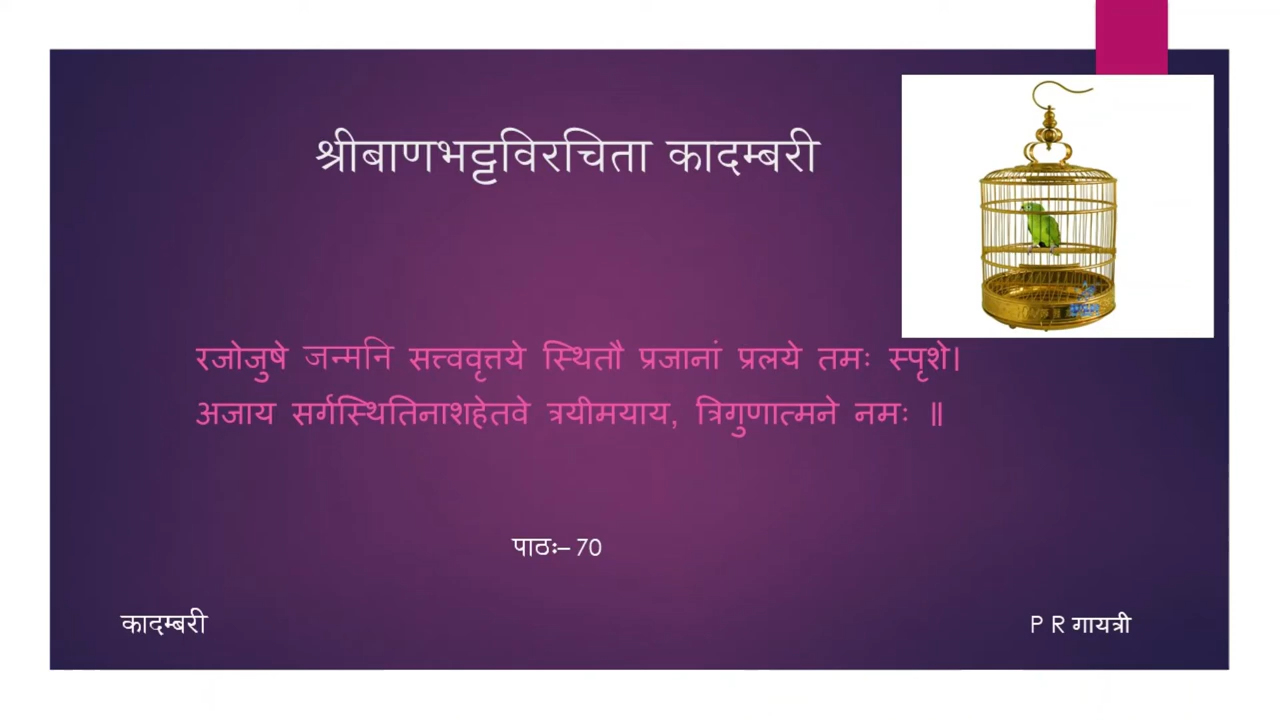 श्रीबाणभट्टविरचिता कादम्बरी
रजोजुषे जन्मनि सत्त्ववृत्तये स्थितौ प्रजानां प्रलये तमः स्पृशे।
अजाय सर्गस्थितिनाशहेतवे त्रयीमयाय, त्रिगुणात्मने नमः ॥
पाठः– 70
कादम्बरी
P R गायत्री